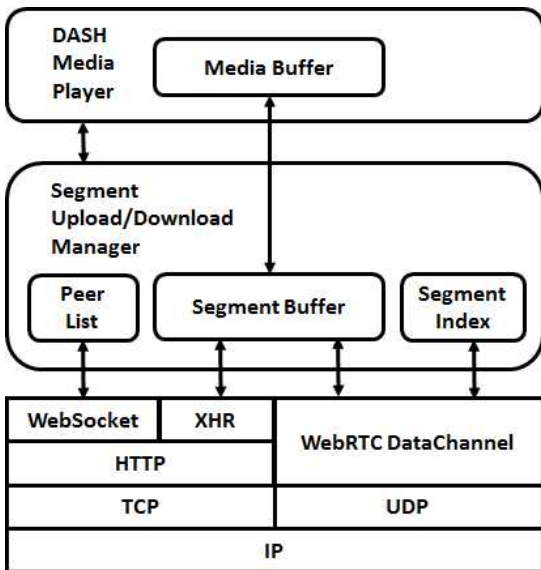 DASH
Media
Player
Media Buffer
Segment
Upload/Download
Manager
Peer
List
Segment Buffer
Segment
Index
WebSocket
XHR
WebRTC DataChannel
HTTP
TCP
UDP
IP